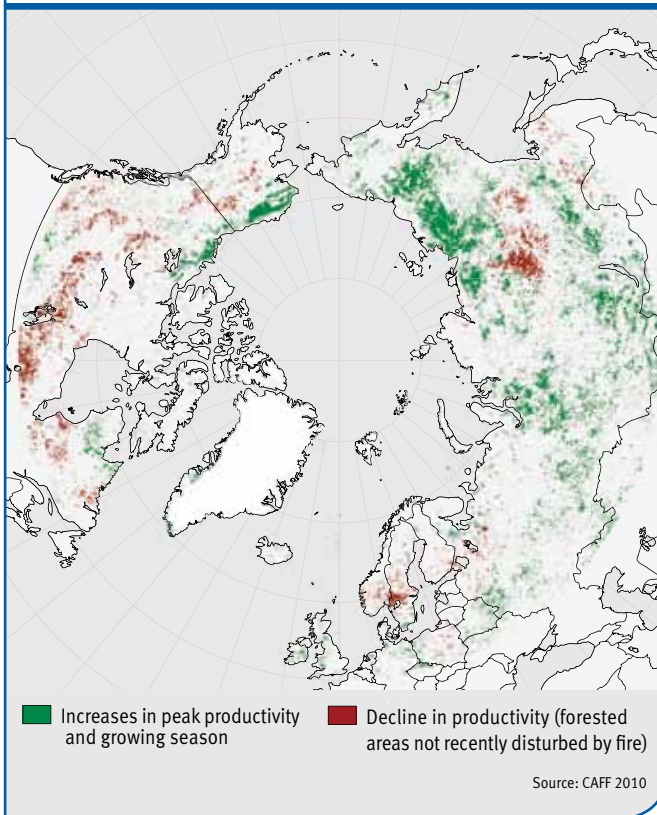 Increases in peak productivity
and growing season
Decline in productivity (forested
areas not recently disturbed by fire)
Source: CAFF 2010